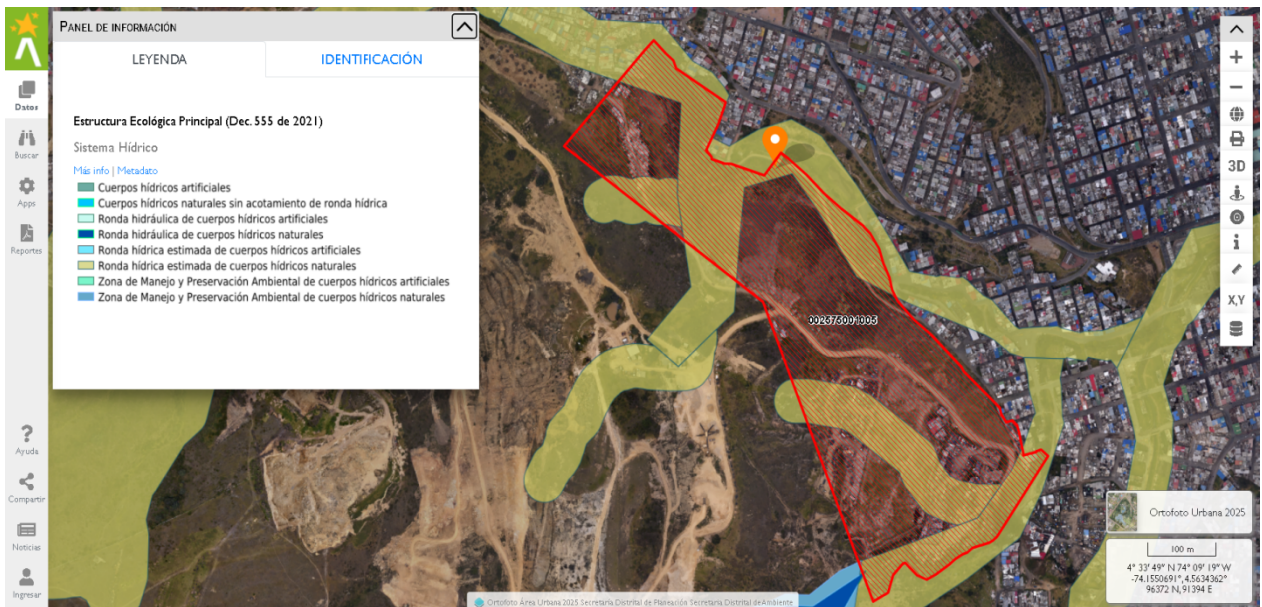 PANEL DE INFORMACIÓN
LEYENDA
IDENTIFICACIÓN
Estructura Ecológica Principal (Dec. 555 de 2021)
Sistema Hídrico
Más info | Metadato
Cuerpos hídricos artificiales
Cuerpos hídricos naturales sin acotamiento de ronda hídrica
Ronda hidráulica de cuerpos hídricos artificiales
Ronda hidráulica de cuerpos hídricos naturales
Ronda hídrica estimada de cuerpos hídricos artificiales
Ronda hídrica estimada de cuerpos hídricos naturales
Zona de Manejo y Preservación Ambiental de cuerpos hídricos artificiales
Zona de Manejo y Preservación Ambiental de cuerpos hídricos naturales
Datos
Buscar
Apps
Reportes
Ayuda
Compartir
Noticias
Ingresar
002575001005
3D
X,Y
Ortofoto Urbana 2025
100 m
4° 33' 49" N 74° 09' 19" W
-74.1550691°,4.5634362°
96372 N,91394 E
Ortofoto Área Urbana 2025 Secretaría Distrital de Planeación Secretaria Distrital deAmbiente